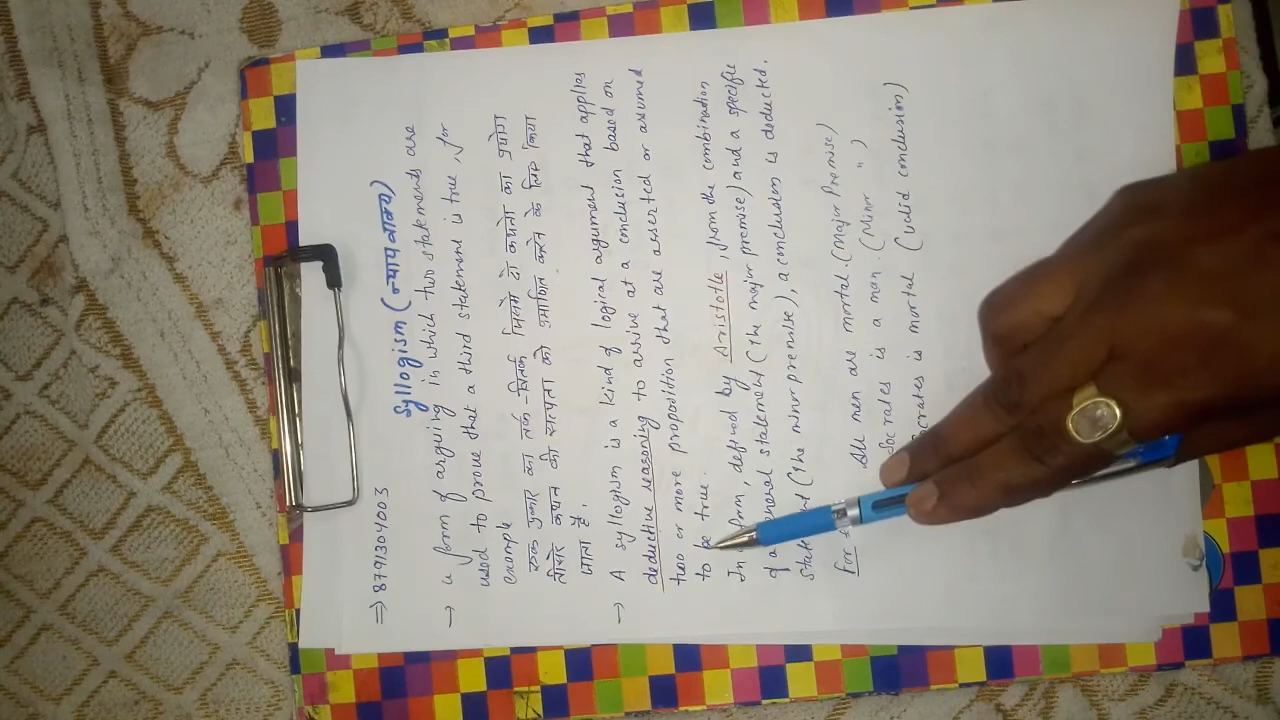 ⇒ 8791304003
Syllogism (न्याय वाक्य)
→ a form of arguing in which two statements are
used to prove that a third statement is true, for
example
एक प्रकार का तर्क-वितर्क जिसमें दो कथनों का प्रयोग
तीसरे कथन की सत्यता को प्रमाणित करने के लिए किया
जाता है.
→ A syllogism is a kind of logical argument that applies
deductive reasoning to arrive at a conclusion based on
two or more proposition that are asserted or assumed
to be true.
form, defined by Aristotle, from the combination
of a general statement (the major premise) and a specific
(the minor premise), a conclusion is deducted.
For
All men are mortal. (Major Premise)
Socrates is a man. (Minor ")
Socrates is mortal (valid conclusion)